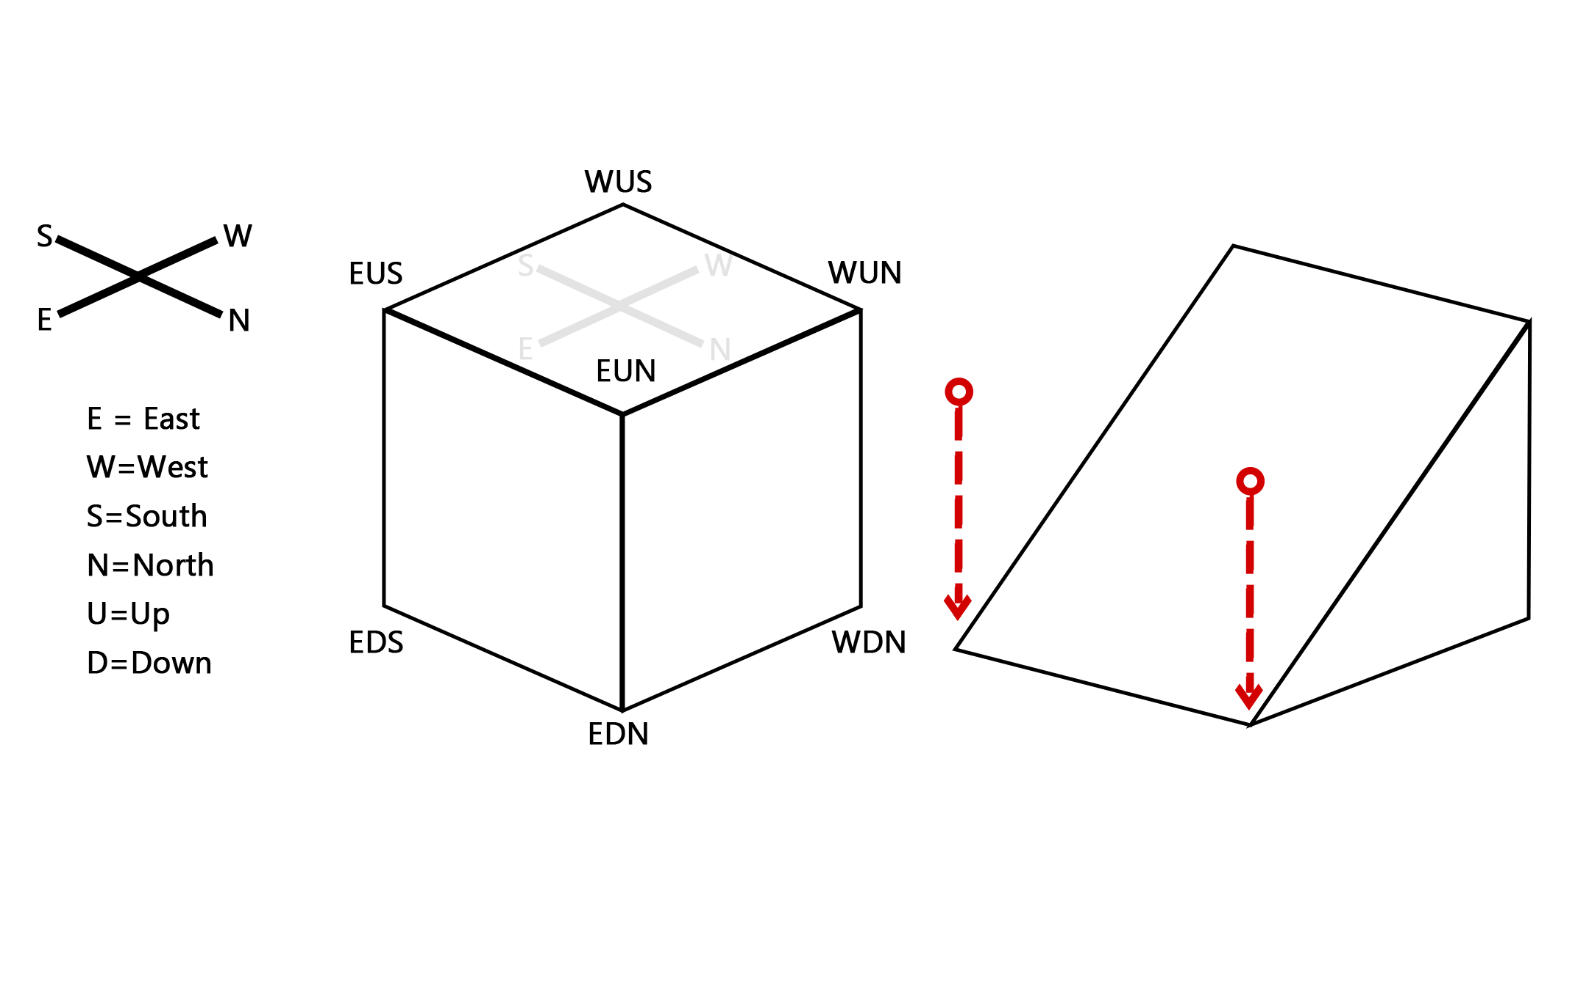 S
W
E
N
E = East
W=West
S=South
N=North
U=Up
D=Down
WUS
EUS
WUN
S
W
E
N
EUN
EDS
WDN
EDN